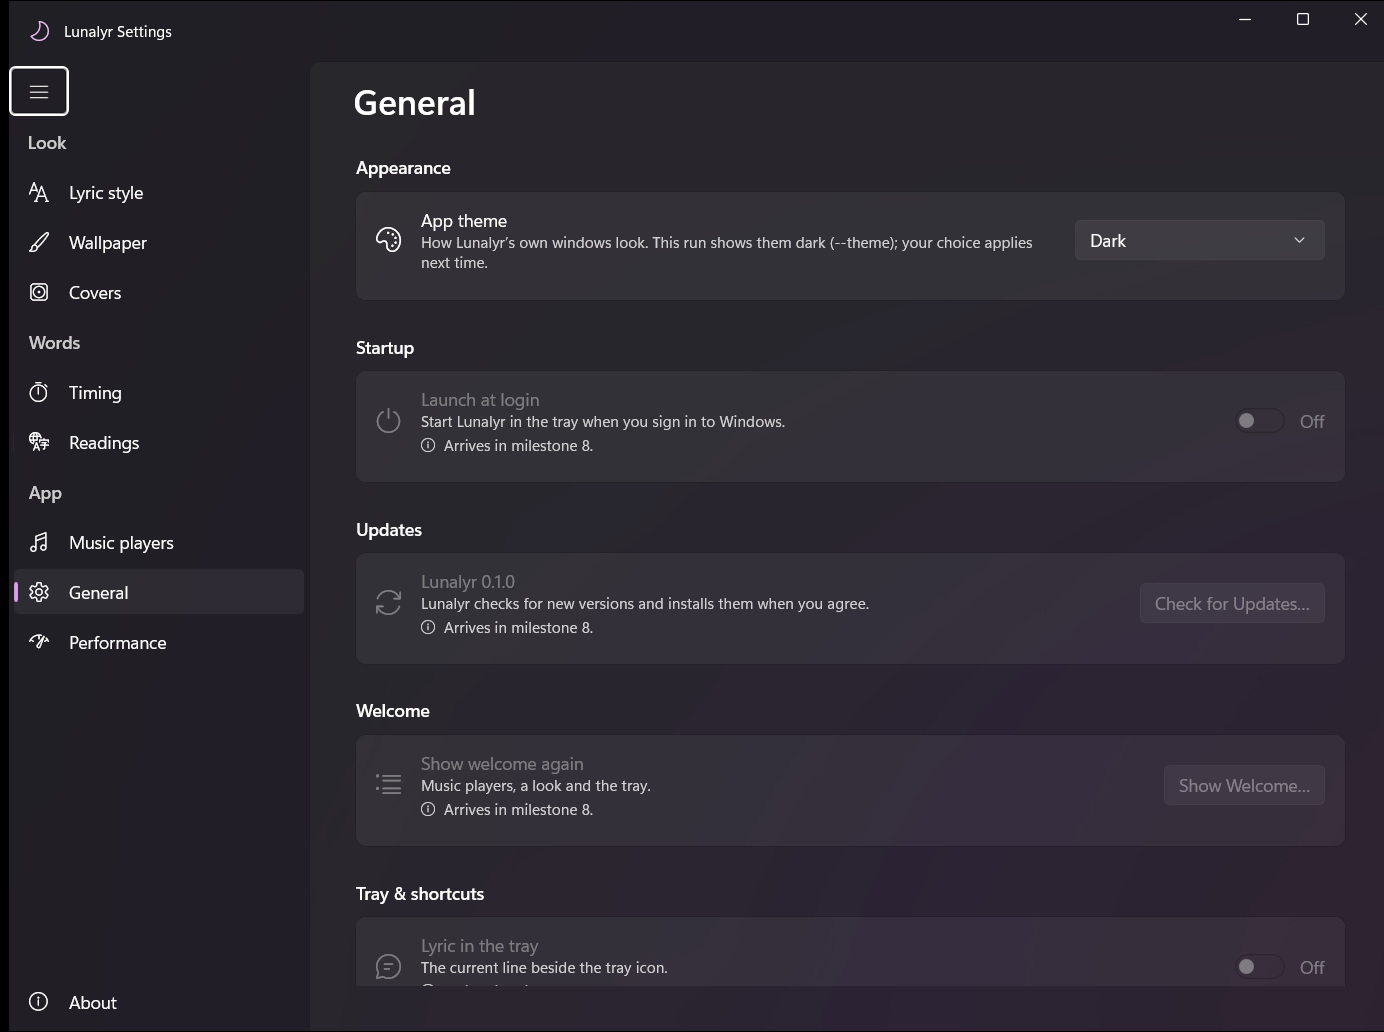 Lunalyr Settings
Look
Lyric style
Wallpaper
Covers
Words
Timing
Readings
App
Music players
General
Performance
About
General
Appearance
App theme
How Lunalyr's own windows look. This run shows them dark (--theme); your choice applies
next time.
Dark
Startup
Launch at login
Start Lunalyr in the tray when you sign in to Windows.
Arrives in milestone 8.
Off
Updates
Lunalyr 0.1.0
Lunalyr checks for new versions and installs them when you agree.
Arrives in milestone 8.
Check for Updates...
Welcome
Show welcome again
Music players, a look and the tray.
Arrives in milestone 8.
Show Welcome...
Tray & shortcuts
Lyric in the tray
The current line beside the tray icon.
Off